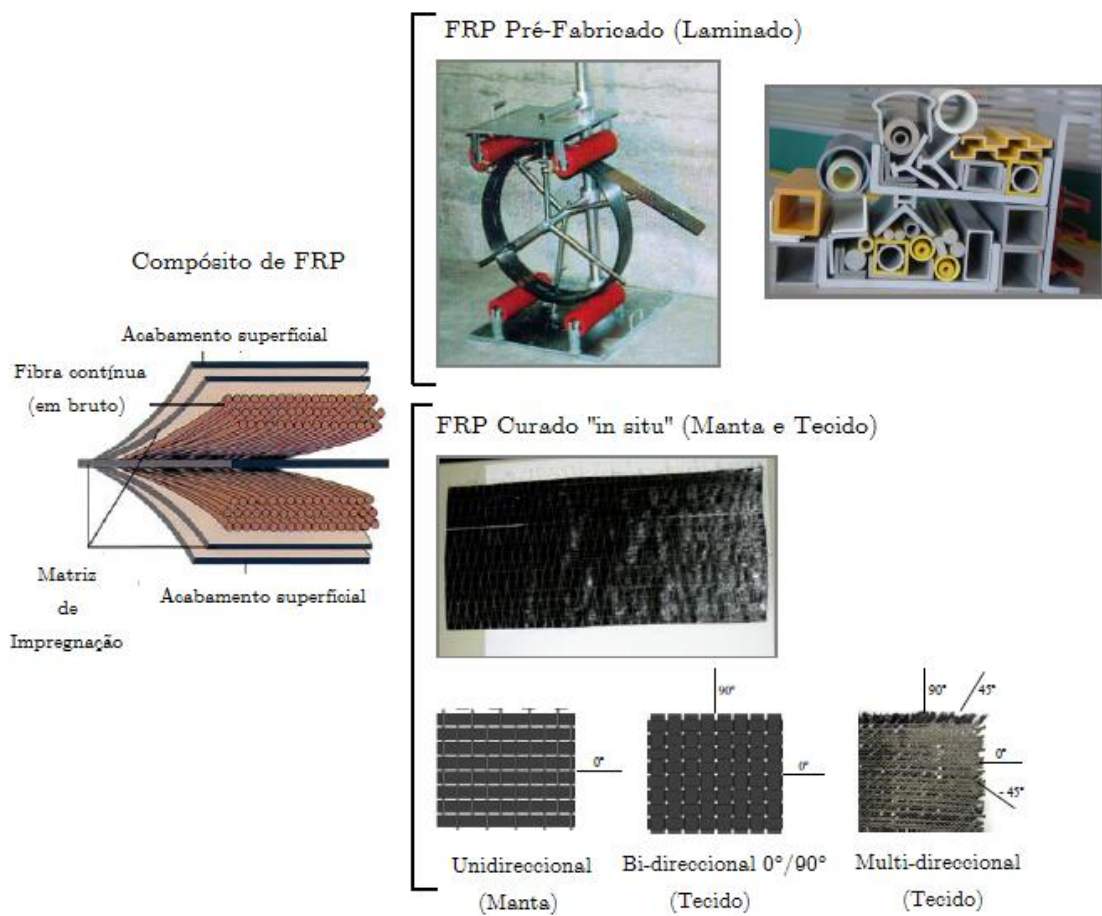 FRP Pré-Fabricado (Laminado)
Compósito de FRP
Acabamento superficial
Fibra contínua
(em bruto)
Matriz
de
Impregnação
Acabamento superficial
FRP Curado "in situ" (Manta e Tecido)
0°
Unidireccional
(Manta)
90°
0°
Bi-direccional 0°/90°
(Tecido)
90°
45°
0°
- 45°
Multi-direccional
(Tecido)